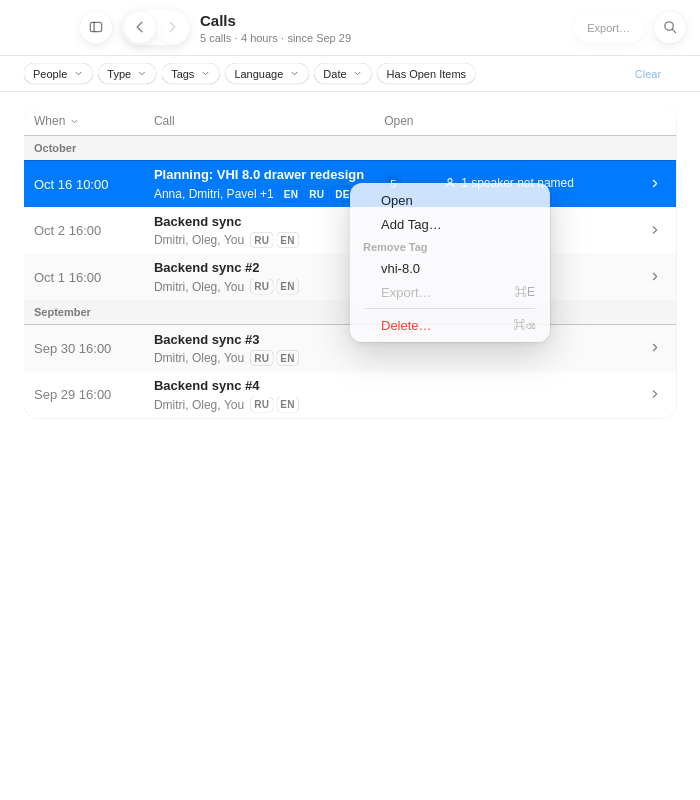 Calls
5 calls · 4 hours · since Sep 29
Export…
People
Type
Tags
Language
Date
Has Open Items
Clear
When
Call
Open
October
Oct 16 10:00
Planning: VHI 8.0 drawer redesign
Anna, Dmitri, Pavel +1 EN RU DE
5
1 speaker not named
Oct 2 16:00
Backend sync
Dmitri, Oleg, You RU EN
Oct 1 16:00
Backend sync #2
Dmitri, Oleg, You RU EN
September
Sep 30 16:00
Backend sync #3
Dmitri, Oleg, You RU EN
Sep 29 16:00
Backend sync #4
Dmitri, Oleg, You RU EN
Open
Add Tag…
Remove Tag
vhi-8.0
Export… ⌘E
Delete… ⌘⌫